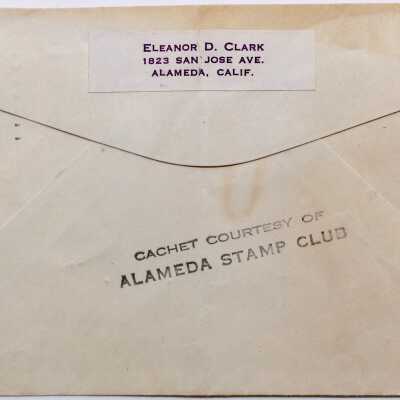 ELEANOR D. CLARK
1823 SAN JOSE AVE.
ALAMEDA, CALIF.
CACHET COURTESY OF
ALAMEDA STAMP CLUB